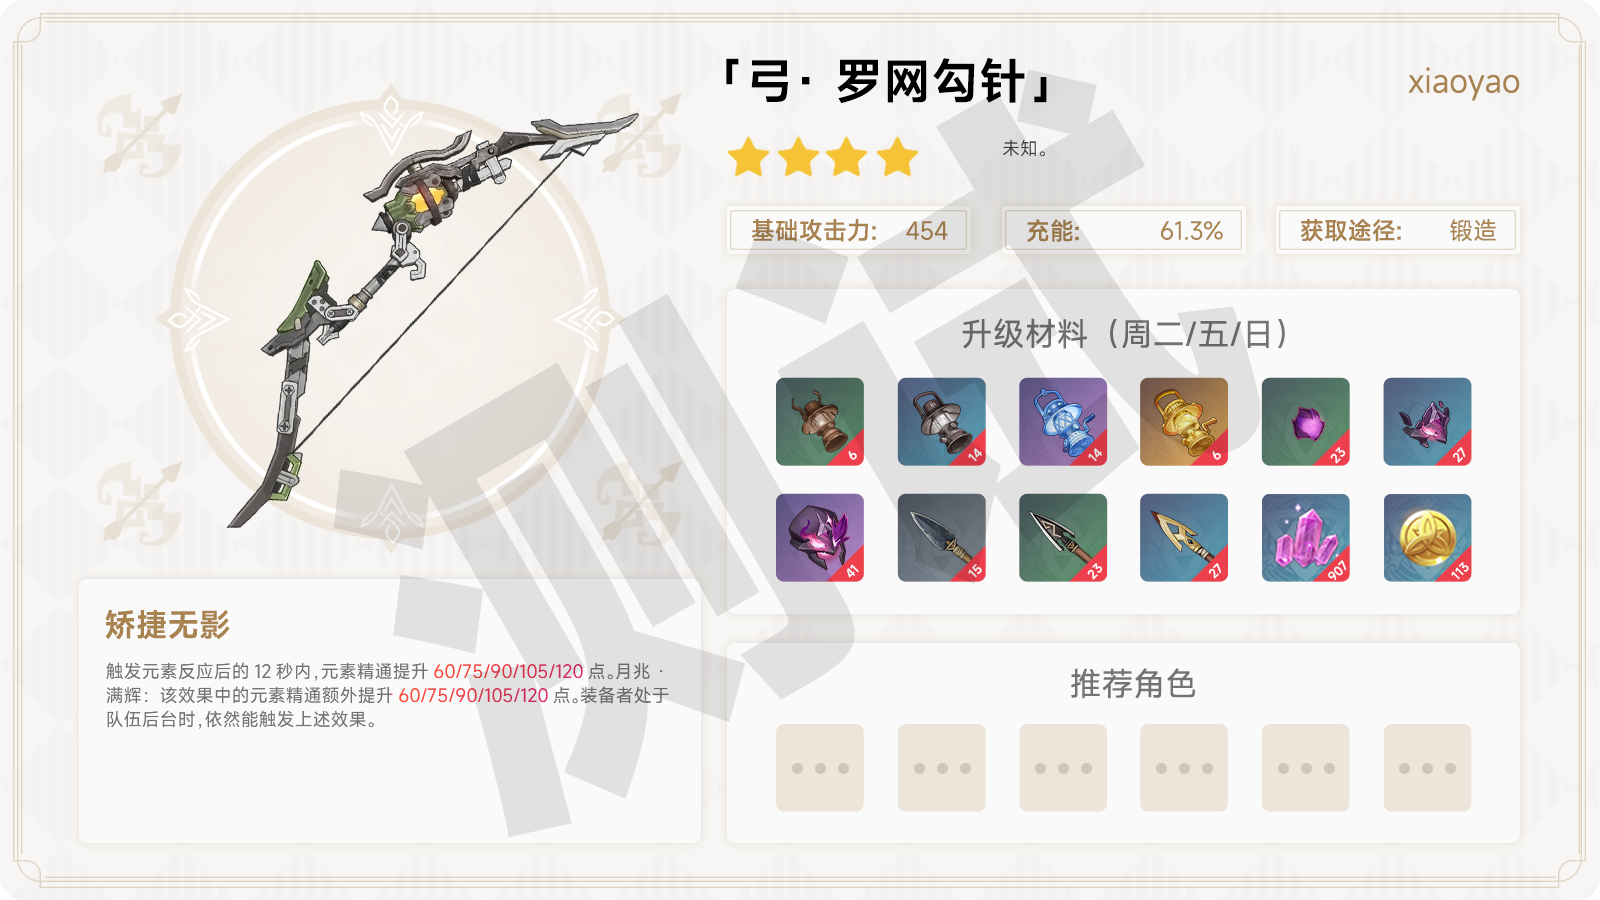 「弓·罗网勾针」
xiaoyao
未知。
基础攻击力: 454
充能: 61.3%
获取途径: 锻造
升级材料（周二/五/日）
6
14
14
6
23
27
41
15
23
27
907
113
矫捷无影
触发元素反应后的 12 秒内,元素精通提升 60/75/90/105/120 点。月兆 ·
满辉：该效果中的元素精通额外提升 60/75/90/105/120 点。装备者处于
队伍后台时,依然能触发上述效果。
推荐角色
测试